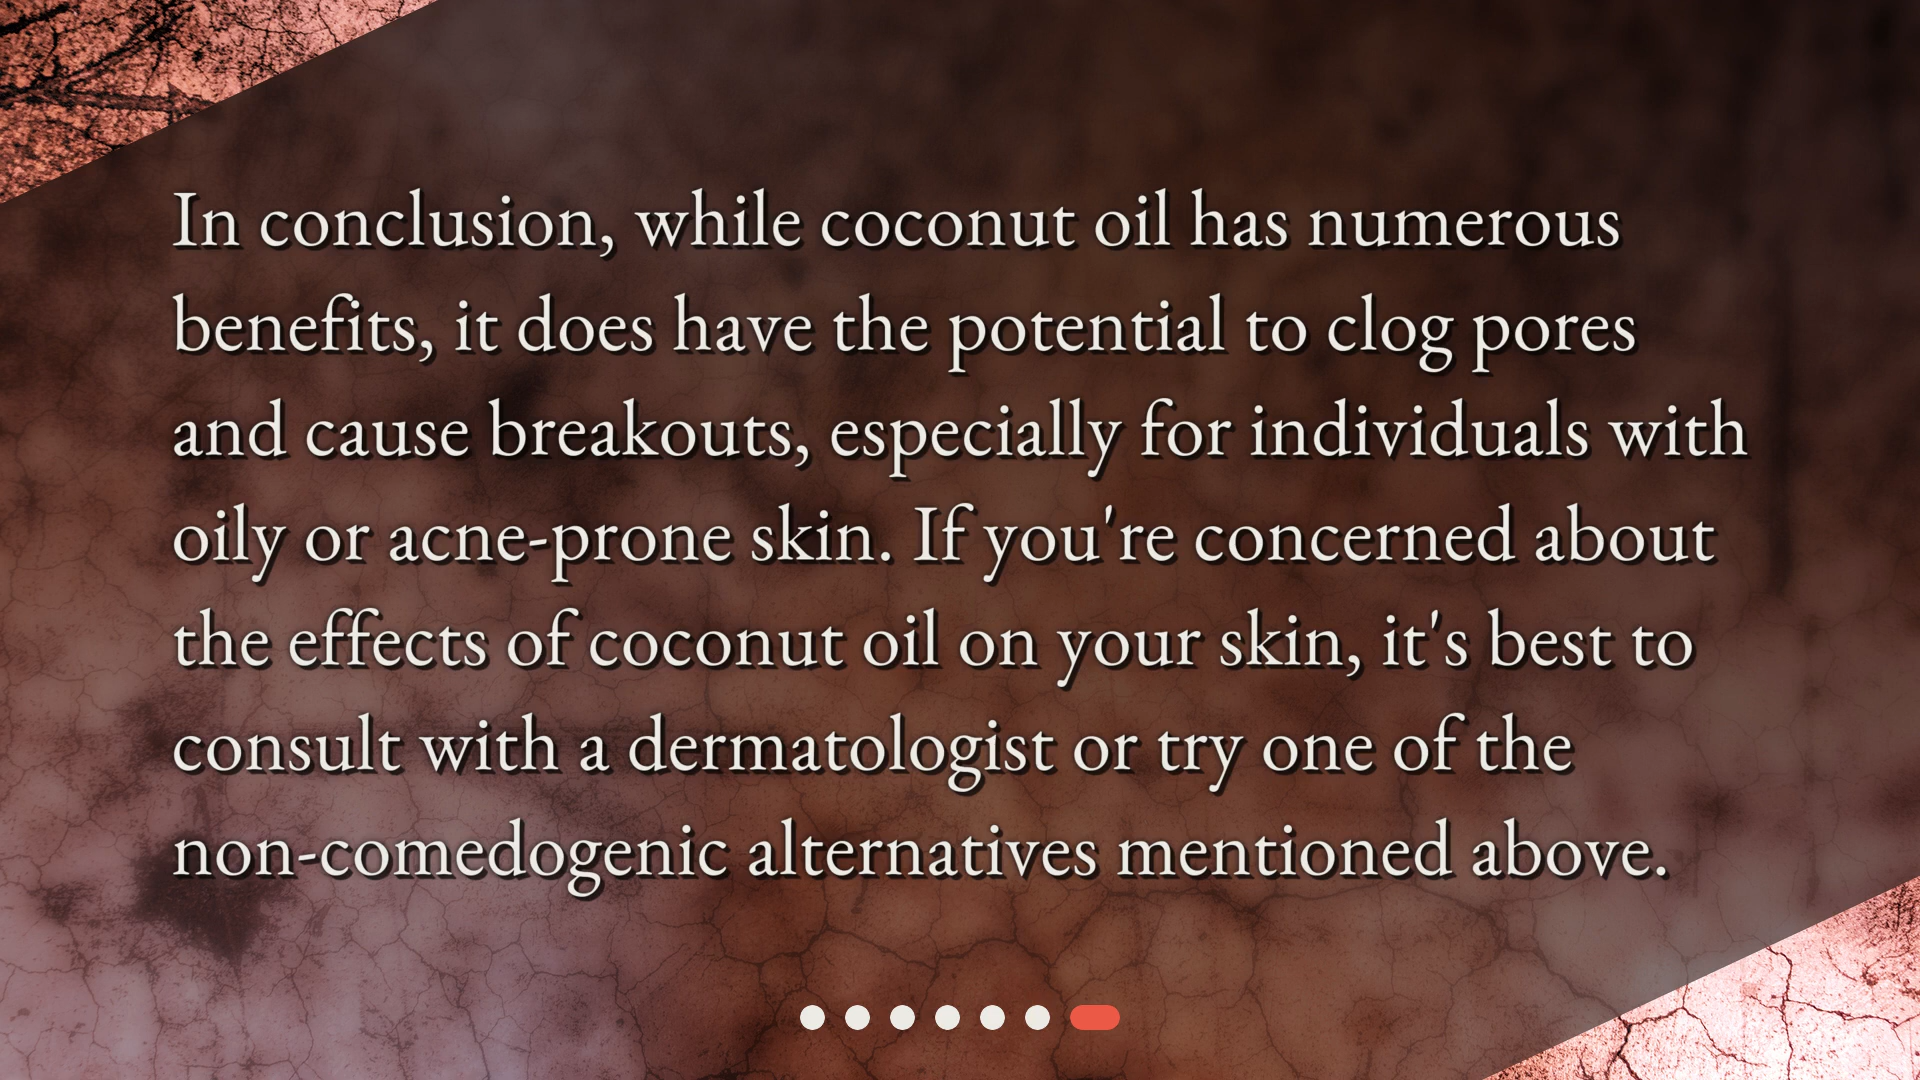 In conclusion, while coconut oil has numerous
benefits, it does have the potential to clog pores
and cause breakouts, especially for individuals with
oily or acne-prone skin. If you're concerned about
the effects of coconut oil on your skin, it's best to
consult with a dermatologist or try one of the
non-comedogenic alternatives mentioned above.